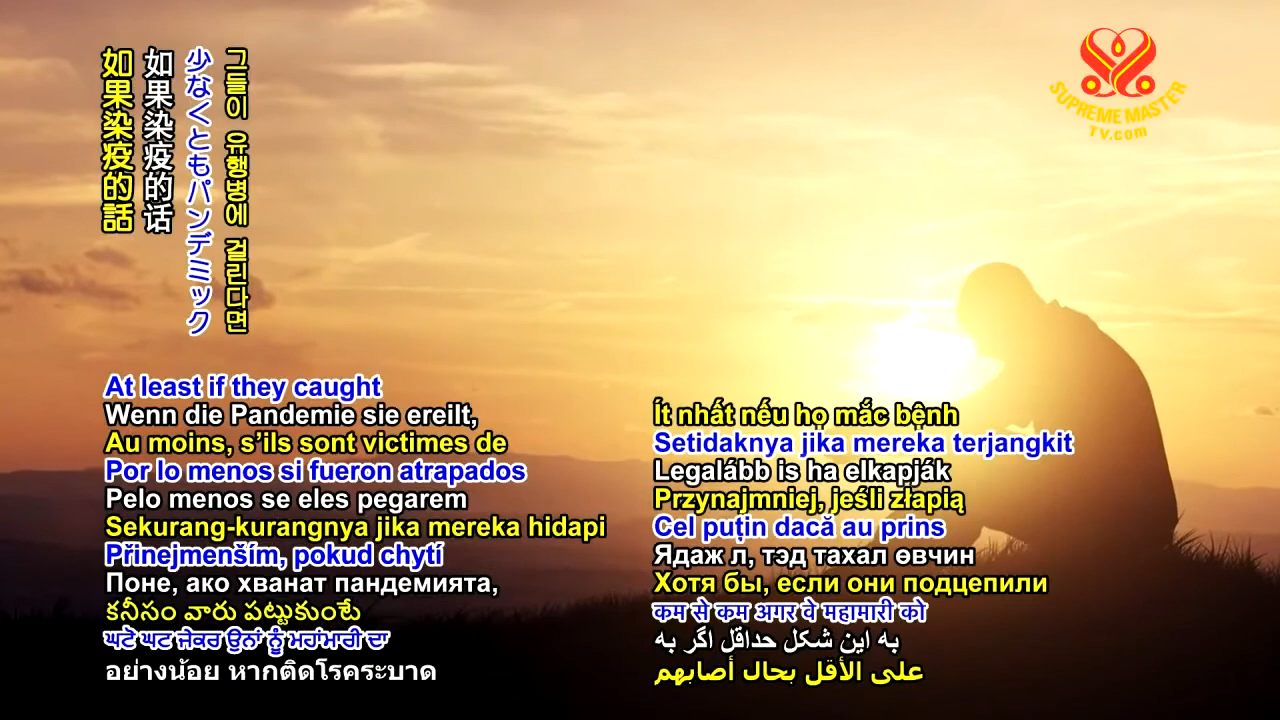 如果染疫的話
如果染疫的话
少なくともパンデミック
그들이 유행병에 걸린다면
SUPREME MASTER
TV.com
At least if they caught
Wenn die Pandemie sie ereilt,
Au moins, s’ils sont victimes de
Por lo menos si fueron atrapados
Pelo menos se eles pegarem
Sekurang-kurangnya jika mereka hidapi
Přinejmenším, pokud chytí
Поне, ако хванат пандемията,
కనీసం వారు పట్టుకుంటే
ਘਟੋ ਘਟ ਜੇਕਰ ਉਨਾਂ ਨੂੰ ਮਹਾਂਮਾਰੀ ਦਾ
อย่างน้อย หากติดโรคระบาด
Ít nhất nếu họ mắc bệnh
Setidaknya jika mereka terjangkit
Legalább is ha elkapják
Przynajmniej, jeśli złapią
Cel puțin dacă au prins
Ядаж л, тэд тахал өвчин
Хотя бы, если они подцепили
कम से कम अगर वे महामारी को
به این شکل حداقل اگر به
على الأقل بحال أصابهم